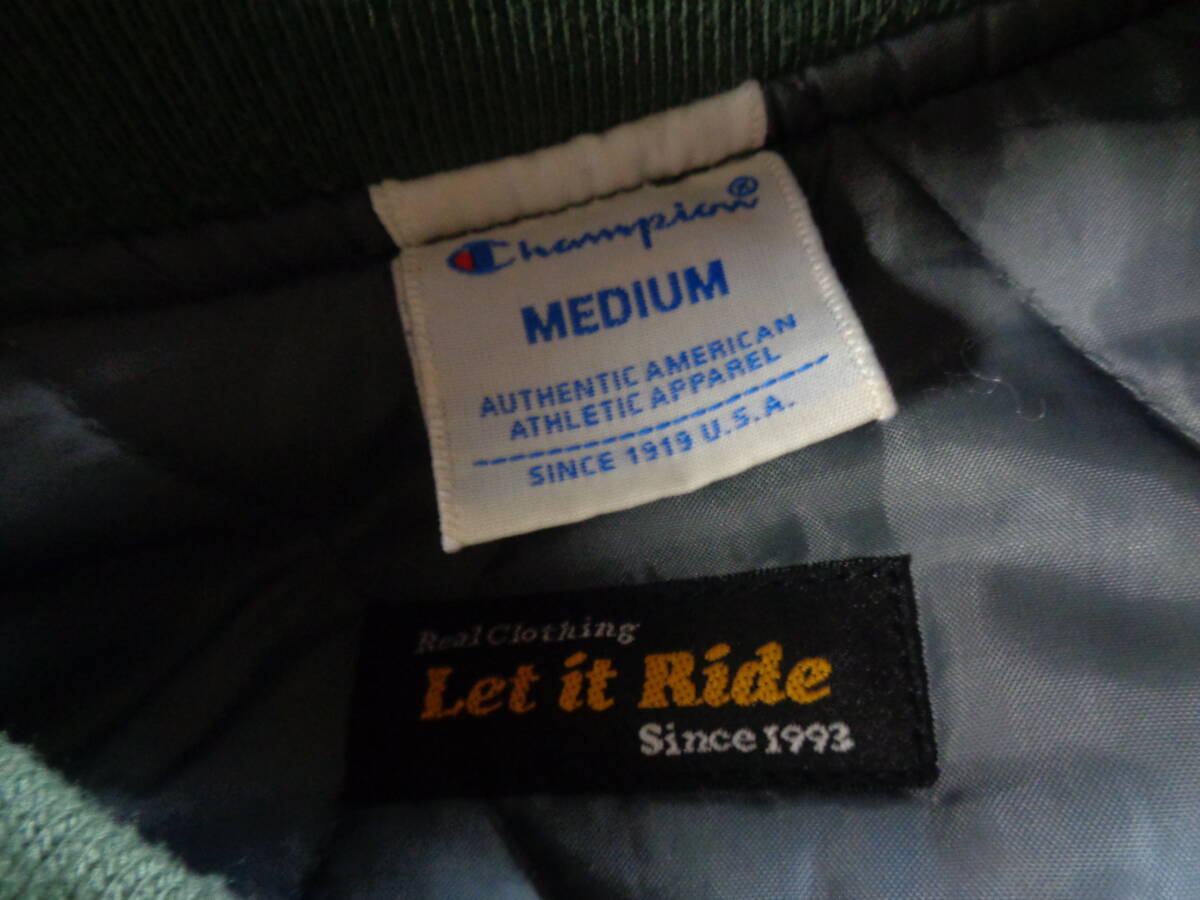 Champion®
MEDIUM
AUTHENTIC AMERICAN
ATHLETIC APPAREL
SINCE 1919 U.S.A.
Real Clothing
Let it Ride
Since 1993